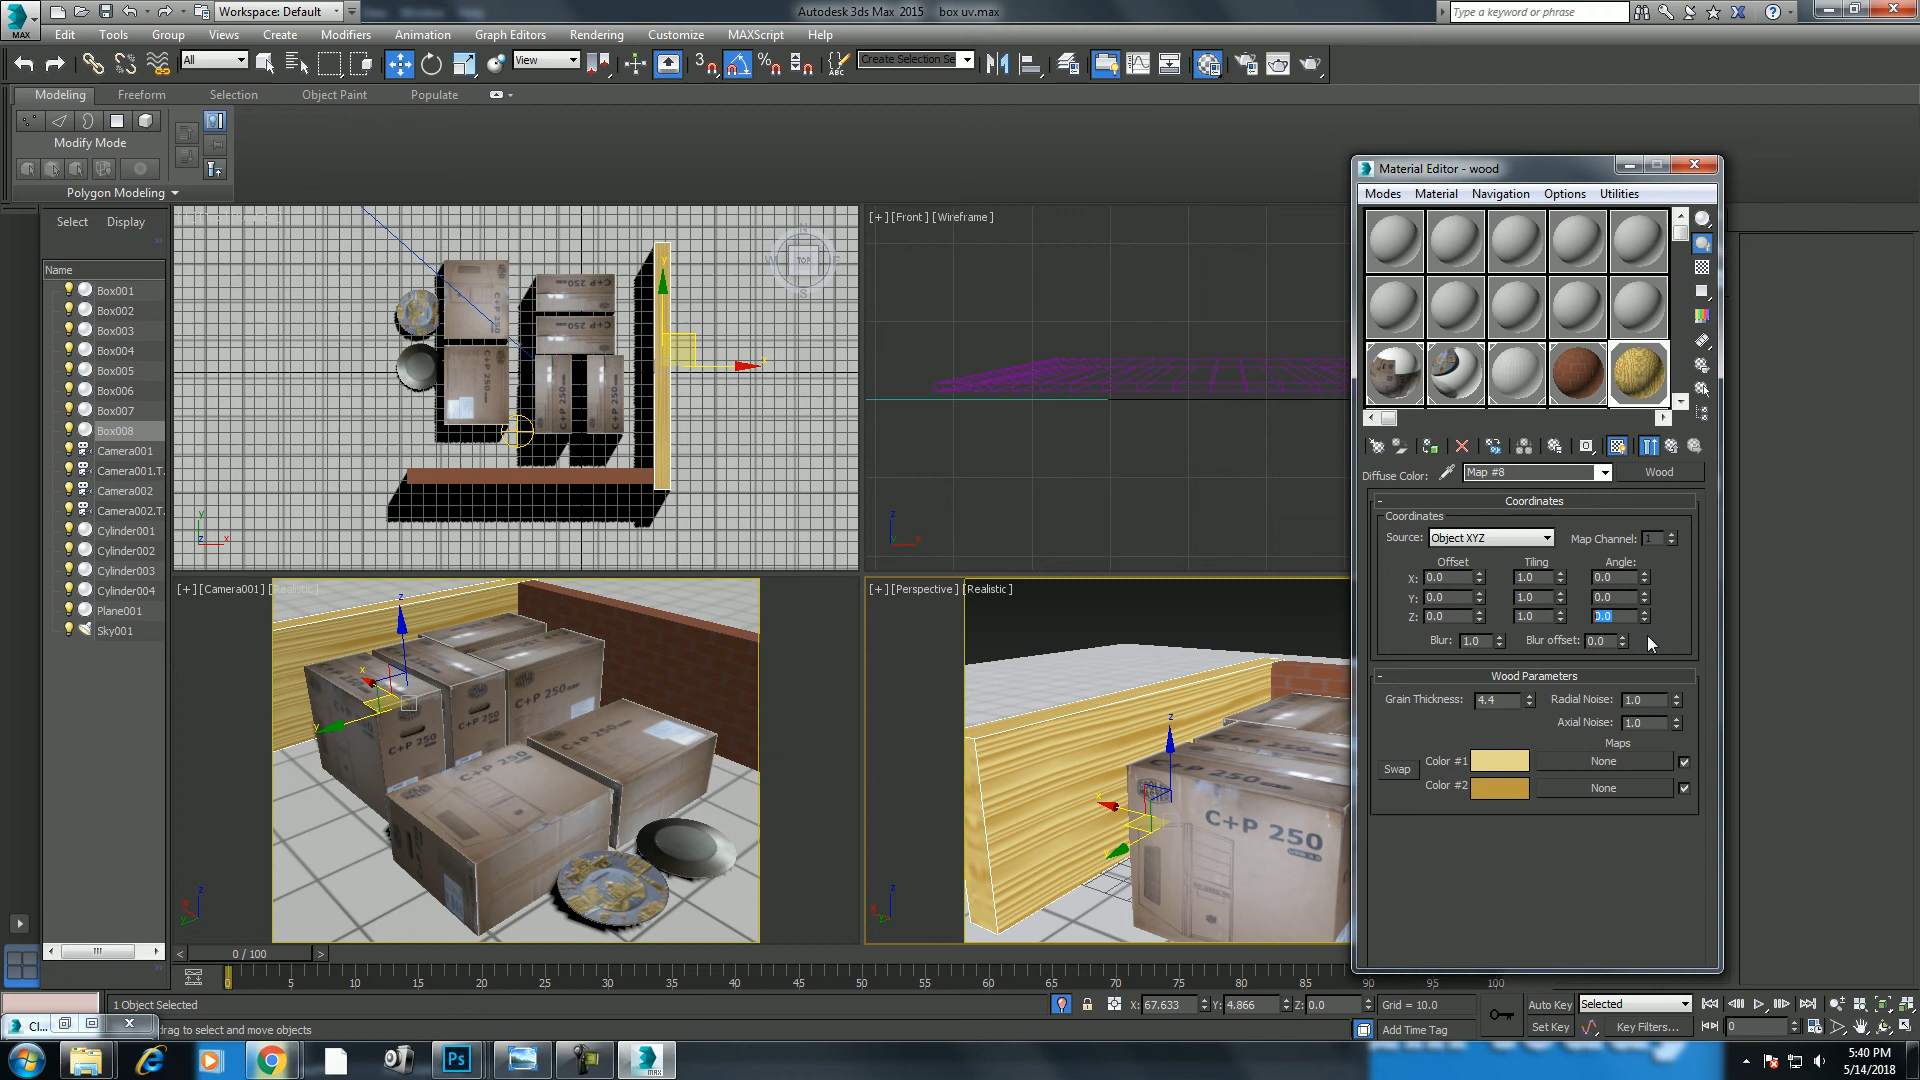 Workspace: Default
Autodesk 3ds Max 2015 box uv.max
Type a keyword or phrase
MAX
Edit Tools Group Views Create Modifiers Animation Graph Editors Rendering Customize MAXScript Help
All View Create Selection Se
Modeling Freeform Selection Object Paint Populate
Modify Mode
Polygon Modeling
Select Display
Name
Box001
Box002
Box003
Box004
Box005
Box006
Box007
Box008
Camera001
Camera001.T
Camera002
Camera002.T
Cylinder001
Cylinder002
Cylinder003
Cylinder004
Plane001
Sky001
TOP
[+] [Front] [Wireframe]
[+] [Camera001] [Realistic]
[+] [Perspective] [Realistic]
C+P 250
Material Editor - wood
Modes Material Navigation Options Utilities
Diffuse Color: Map #8 Wood
Coordinates
Coordinates
Source: Object XYZ Map Channel: 1
Offset Tiling Angle:
X: 0.0 1.0 0.0
Y: 0.0 1.0 0.0
Z: 0.0 1.0 0.0
Blur: 1.0 Blur offset: 0.0
Wood Parameters
Grain Thickness: 4.4 Radial Noise: 1.0
Axial Noise: 1.0
Maps
Swap
Color #1 None
Color #2 None
0 / 100
0 5 10 15 20 25 30 35 40 45 50 55 60 65 70 75 80 85 90 95 100
1 Object Selected X: 67.633 Y: 4.866 Z: 0.0 Grid = 10.0 Auto Key Selected
Cl... drag to select and move objects Add Time Tag Set Key Key Filters... 0
Ps
5:40 PM
5/14/2018